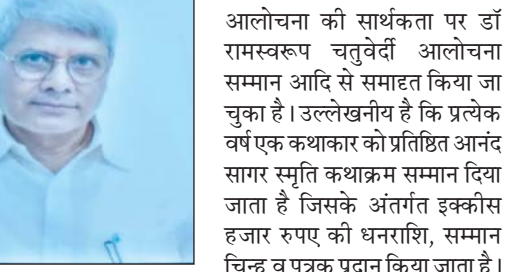 आलोचना की सार्थकता पर डॉ
रामस्वरूप चतुर्वेदी आलोचना
सम्मान आदि से समादृत किया जा
चुका है। उल्लेखनीय है कि प्रत्येक
वर्ष एक कथाकार को प्रतिष्ठित आनंद
सागर स्मृति कथाक्रम सम्मान दिया
जाता है जिसके अंतर्गत इक्कीस
हजार रुपए की धनराशि, सम्मान
चिन्ह व पत्रक प्रदान किया जाता है।